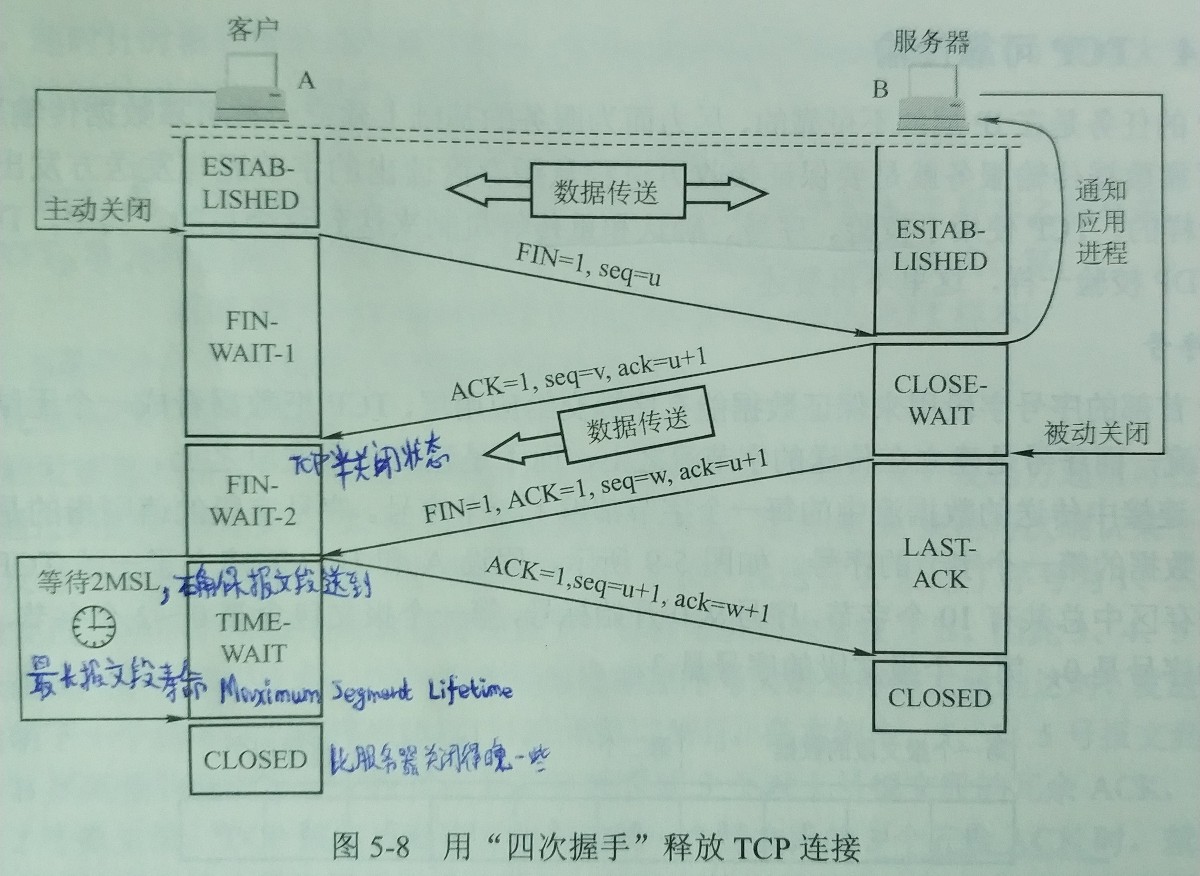 客户
服务器
A
B
ESTAB-
LISHED
数据传送
主动关闭
通知
应用
进程
ESTAB-
LISHED
FIN=1, seq=u
FIN-
WAIT-1
ACK=1, seq=v, ack=u+1
CLOSE-
WAIT
数据传送
被动关闭
TCP半关闭状态
FIN-
WAIT-2
FIN=1, ACK=1, seq=w, ack=u+1
LAST-
ACK
ACK=1,seq=u+1, ack=w+1
等待2MSL,确保报文段送到
TIME-
WAIT
最长报文段寿命 Maximum Segment Lifetime
CLOSED
CLOSED
比服务器关闭得晚一些
图 5-8 用“四次握手”释放 TCP 连接